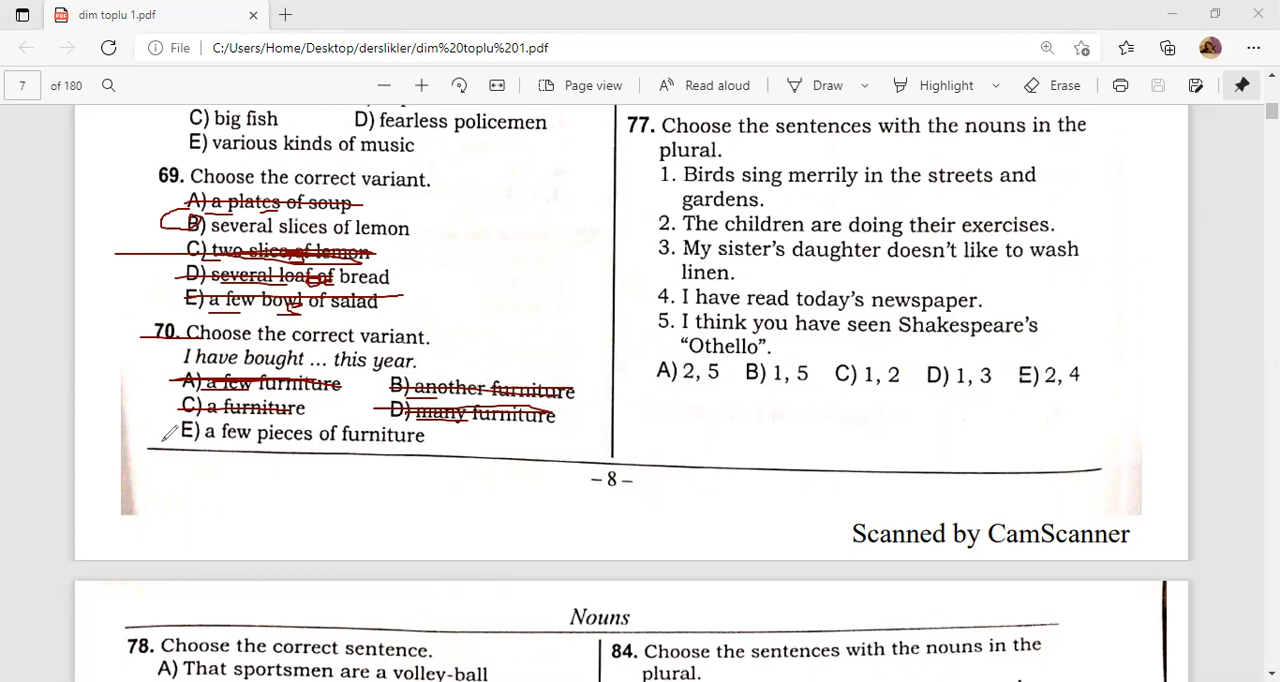 dim toplu 1.pdf
File
C:/Users/Home/Desktop/derslikler/dim%20toplu%201.pdf
7
of 180
Page view
Read aloud
Draw
Highlight
Erase
C) big fish D) fearless policemen
E) various kinds of music
69. Choose the correct variant.
A) a plates of soup
B) several slices of lemon
C) two slice of lemon
D) several loaf of bread
E) a few bowl of salad
70. Choose the correct variant.
I have bought ... this year.
A) a few furniture B) another furniture
C) a furniture D) many furniture
E) a few pieces of furniture
77. Choose the sentences with the nouns in the
plural.
1. Birds sing merrily in the streets and
gardens.
2. The children are doing their exercises.
3. My sister's daughter doesn't like to wash
linen.
4. I have read today's newspaper.
5. I think you have seen Shakespeare's
"Othello".
A) 2, 5 B) 1, 5 C) 1, 2 D) 1, 3 E) 2, 4
– 8 –
Scanned by CamScanner
Nouns
78. Choose the correct sentence.
A) That sportsmen are a volley-ball
84. Choose the sentences with the nouns in the
plural.